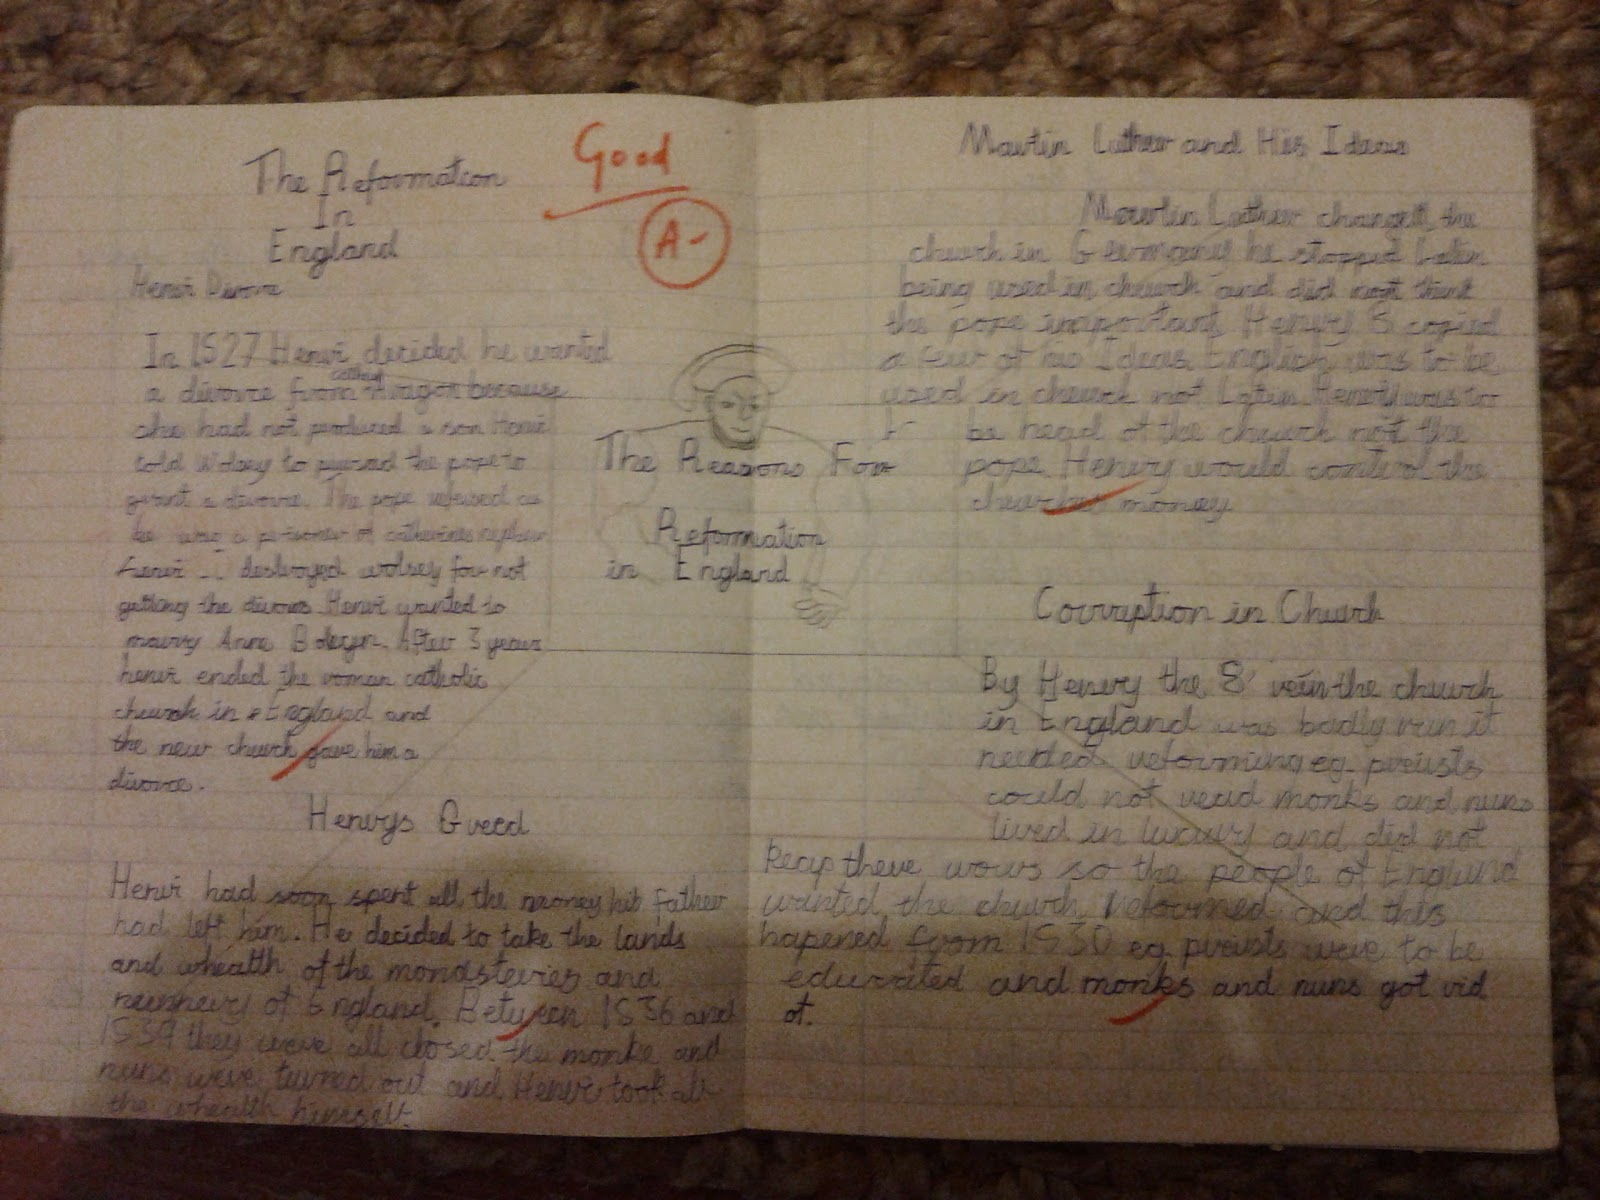 The Reformation
In
England
Good
A-
Henri Divorce
In 1527 Henri decided he wanted
a divorce from Aragon because
she had not produced a son Henri
told Wolsey to the pope to
grant a divorce. The pope refused as
he was a prisoner of catherines nephew
henri destroyed wolsey for not
getting the divorce Henri wanted to
marry Anne Boleyn. After 3 years
henri ended the roman catholic
church in England and
the new church gave him a
divorce.
Henrys Greed
Henri had soon spent all the money his Father
had left him. He decided to take the lands
and whealth of the monasteries and
nunnery of England. Between 1536 and
1539 they were all closed the monks and
nuns were turned out and Henri took all
the whealth himself.
The Reasons For
Reformation
in England
Martin Luther and His Ideas
Martin Luther changed the
church in Germany he stopped Latin
being used in church and did not think
the pope important Henry 8 copied
a few of his Ideas English was to be
used in church not Latin Henry was to
be head of the church not the
pope Henry would control the
churches money
Corruption in Church
By Henry the 8 rein the church
in England was badly run it
needed reforming eg. preists
could not read monks and nuns
lived in luxury and did not
keap there vows so the people of England
wanted the church reformed and this
hapened from 1530 eg. preists were to be
educated and monks and nuns got rid
of.